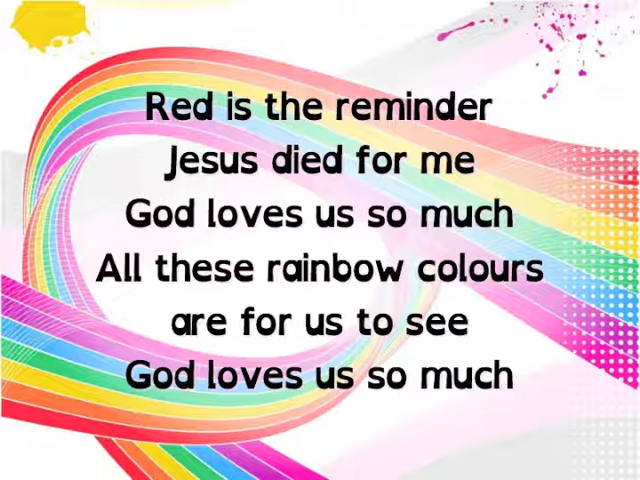 Red is the reminder
Jesus died for me
God loves us so much
All these rainbow colours
are for us to see
God loves us so much